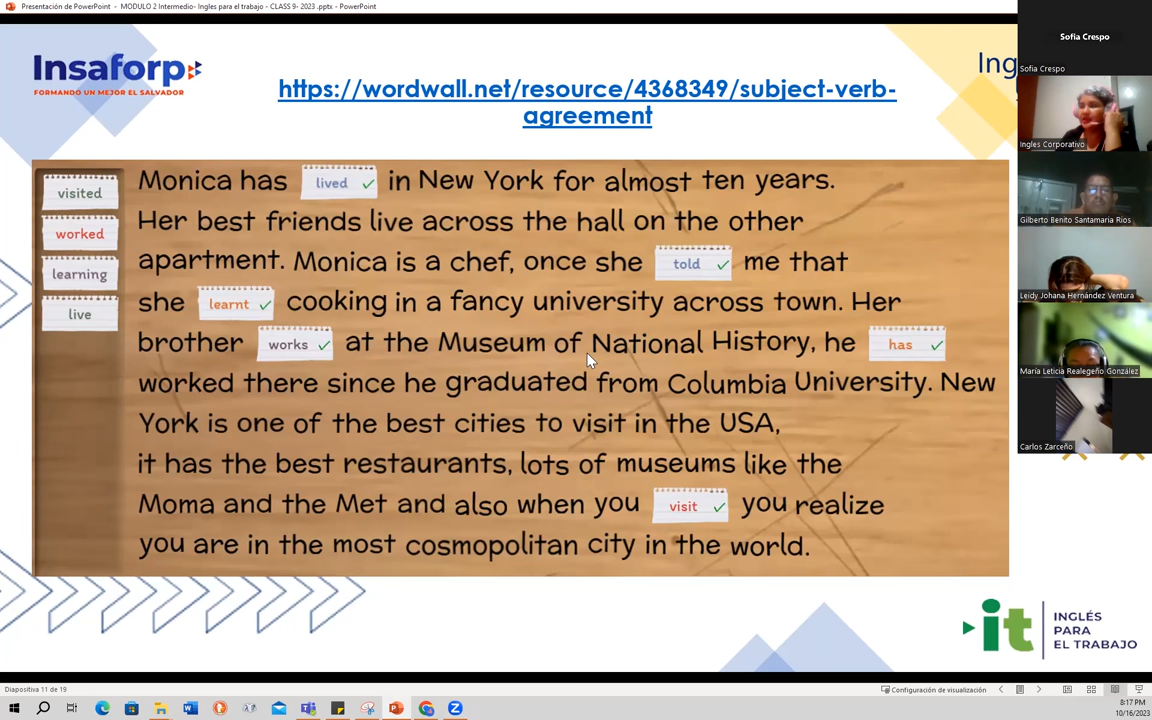 Presentación de PowerPoint - MODULO 2 Intermedio- Ingles para el trabajo - CLASS 9- 2023 .pptx - PowerPoint
Insaforp
FORMANDO UN MEJOR EL SALVADOR
Ing
https://wordwall.net/resource/4368349/subject-verb-
agreement
visited
worked
learning
live
Monica has lived ✓ in New York for almost ten years.
Her best friends live across the hall on the other
apartment. Monica is a chef, once she told ✓ me that
she learnt ✓ cooking in a fancy university across town. Her
brother works ✓ at the Museum of National History, he has ✓
worked there since he graduated from Columbia University. New
York is one of the best cities to visit in the USA,
it has the best restaurants, lots of museums like the
Moma and the Met and also when you visit ✓ you realize
you are in the most cosmopolitan city in the world.
it
INGLÉS
PARA
EL TRABAJO
Sofia Crespo
Sofia Crespo
Ingles Corporativo
Gilberto Benito Santamaria Rios
Leidy Johana Hernández Ventura
María Leticia Realegeño González
Carlos Zarceño
Diapositiva 11 de 19
Configuración de visualización
8:17 PM
10/16/2023